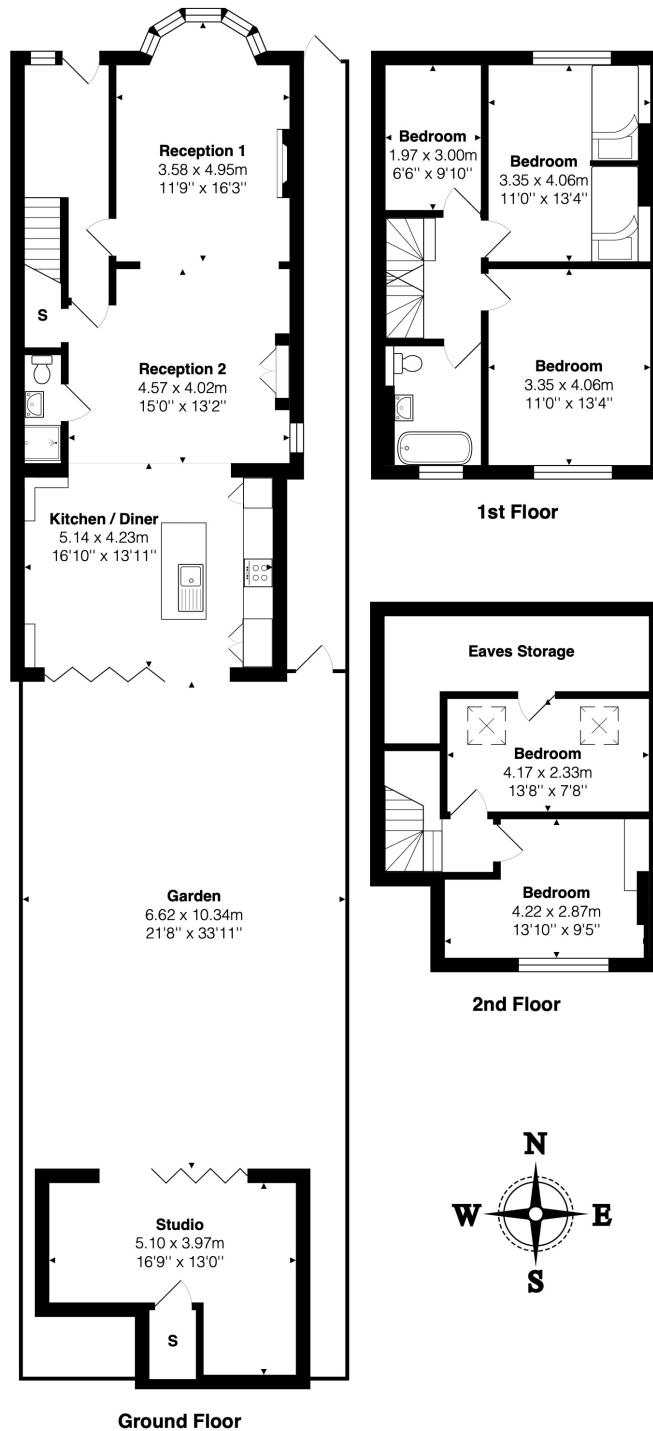 Reception 1
3.58 x 4.95m
11'9'' x 16'3''
S
Reception 2
4.57 x 4.02m
15'0'' x 13'2''
Kitchen / Diner
5.14 x 4.23m
16'10'' x 13'11''
Garden
6.62 x 10.34m
21'8'' x 33'11''
Studio
5.10 x 3.97m
16'9'' x 13'0''
S
Ground Floor
Bedroom
1.97 x 3.00m
6'6'' x 9'10''
Bedroom
3.35 x 4.06m
11'0'' x 13'4''
Bedroom
3.35 x 4.06m
11'0'' x 13'4''
1st Floor
Eaves Storage
Bedroom
4.17 x 2.33m
13'8'' x 7'8''
Bedroom
4.22 x 2.87m
13'10'' x 9'5''
2nd Floor
N
W E
S